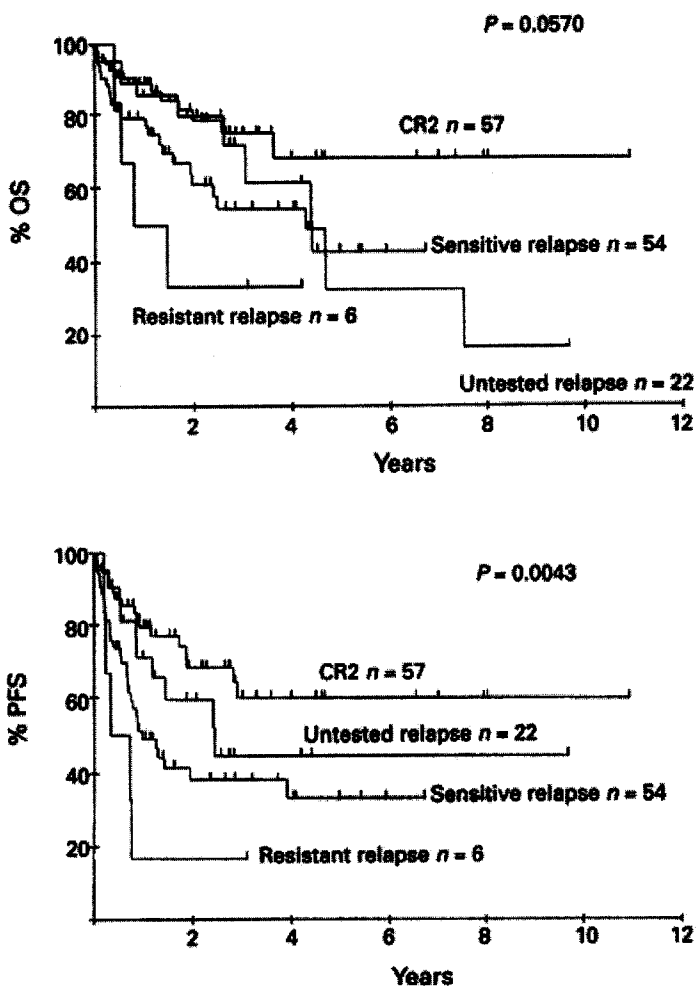 P = 0.0570
100
80
60
40
20
% OS
CR2 n = 57
Sensitive relapse n = 54
Resistant relapse n = 6
Untested relapse n = 22
2 4 6 8 10 12
Years
P = 0.0043
100
80
60
40
20
% PFS
CR2 n = 57
Untested relapse n = 22
Sensitive relapse n = 54
Resistant relapse n = 6
2 4 6 8 10 12
Years